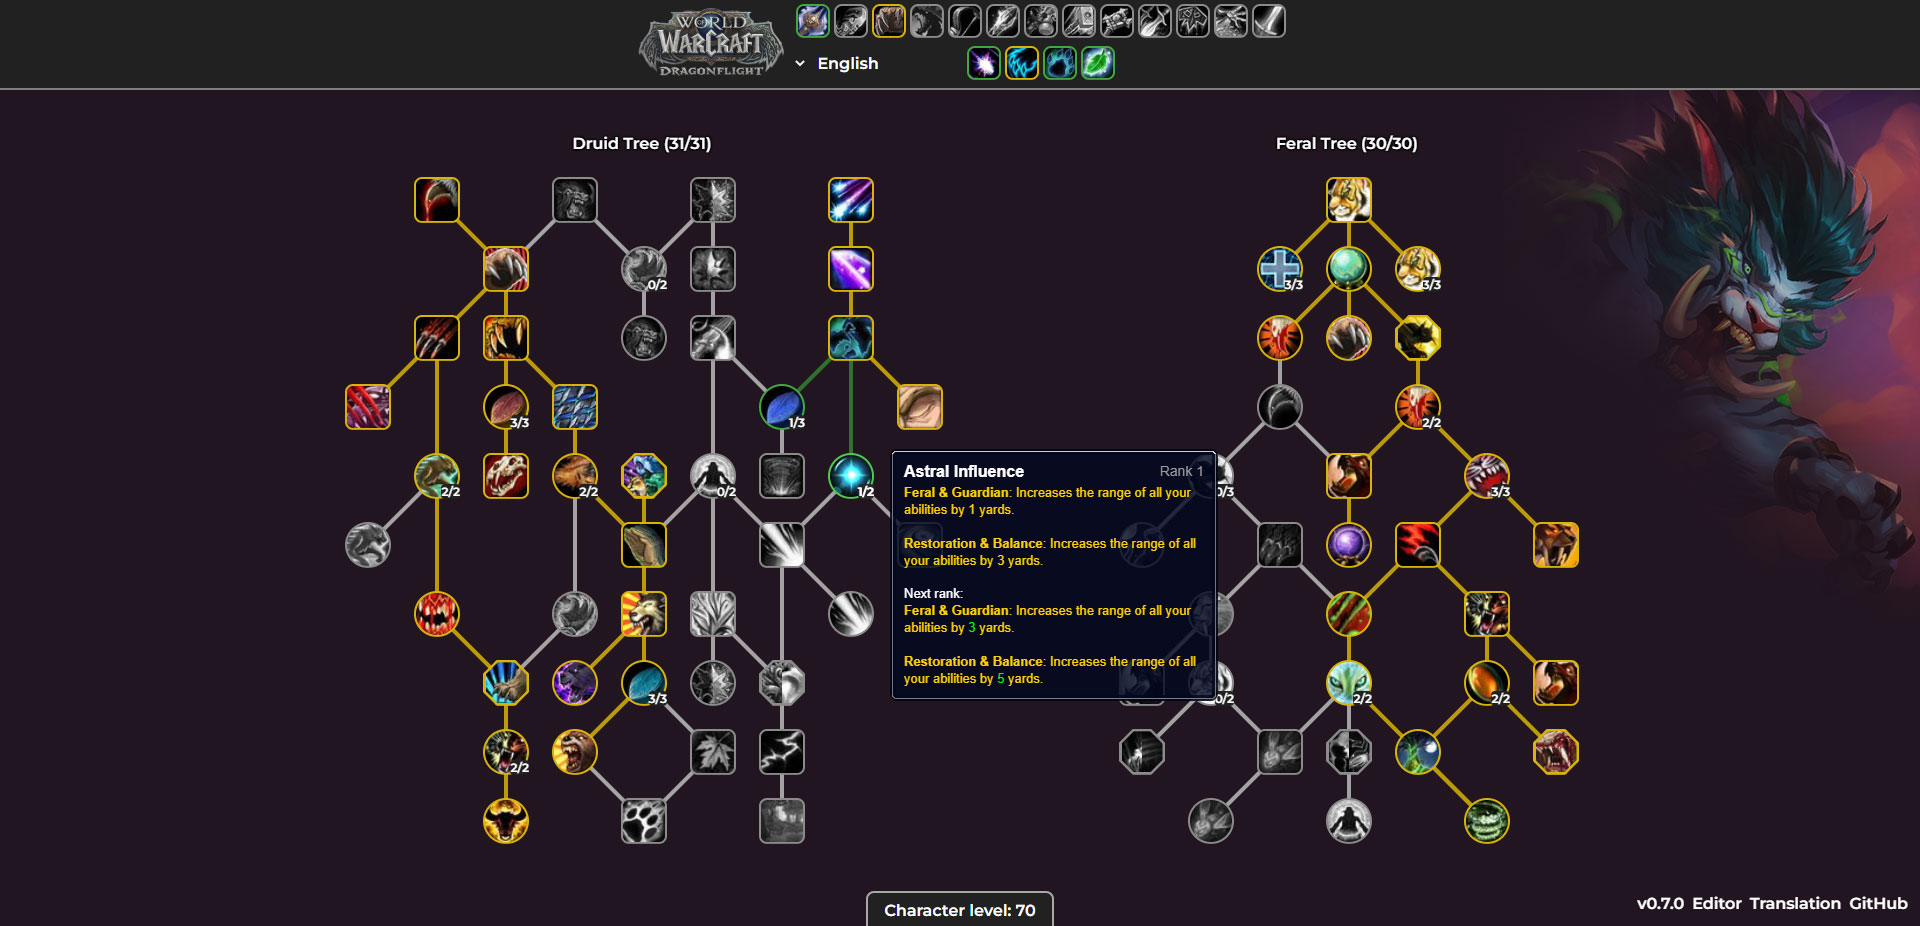 WORLD
OF
WARCRAFT
DRAGONFLIGHT
English
Druid Tree (31/31)
Feral Tree (30/30)
0/2
3/3
3/3
3/3
1/3
2/2
2/2
2/2
0/2
1/2
0/3
3/3
Astral Influence
Rank 1
Feral & Guardian: Increases the range of all your
abilities by 1 yards.
Restoration & Balance: Increases the range of all
your abilities by 3 yards.
Next rank:
Feral & Guardian: Increases the range of all your
abilities by 3 yards.
Restoration & Balance: Increases the range of all
your abilities by 5 yards.
3/3
0/2
2/2
2/2
2/2
Character level: 70
v0.7.0 Editor Translation GitHub